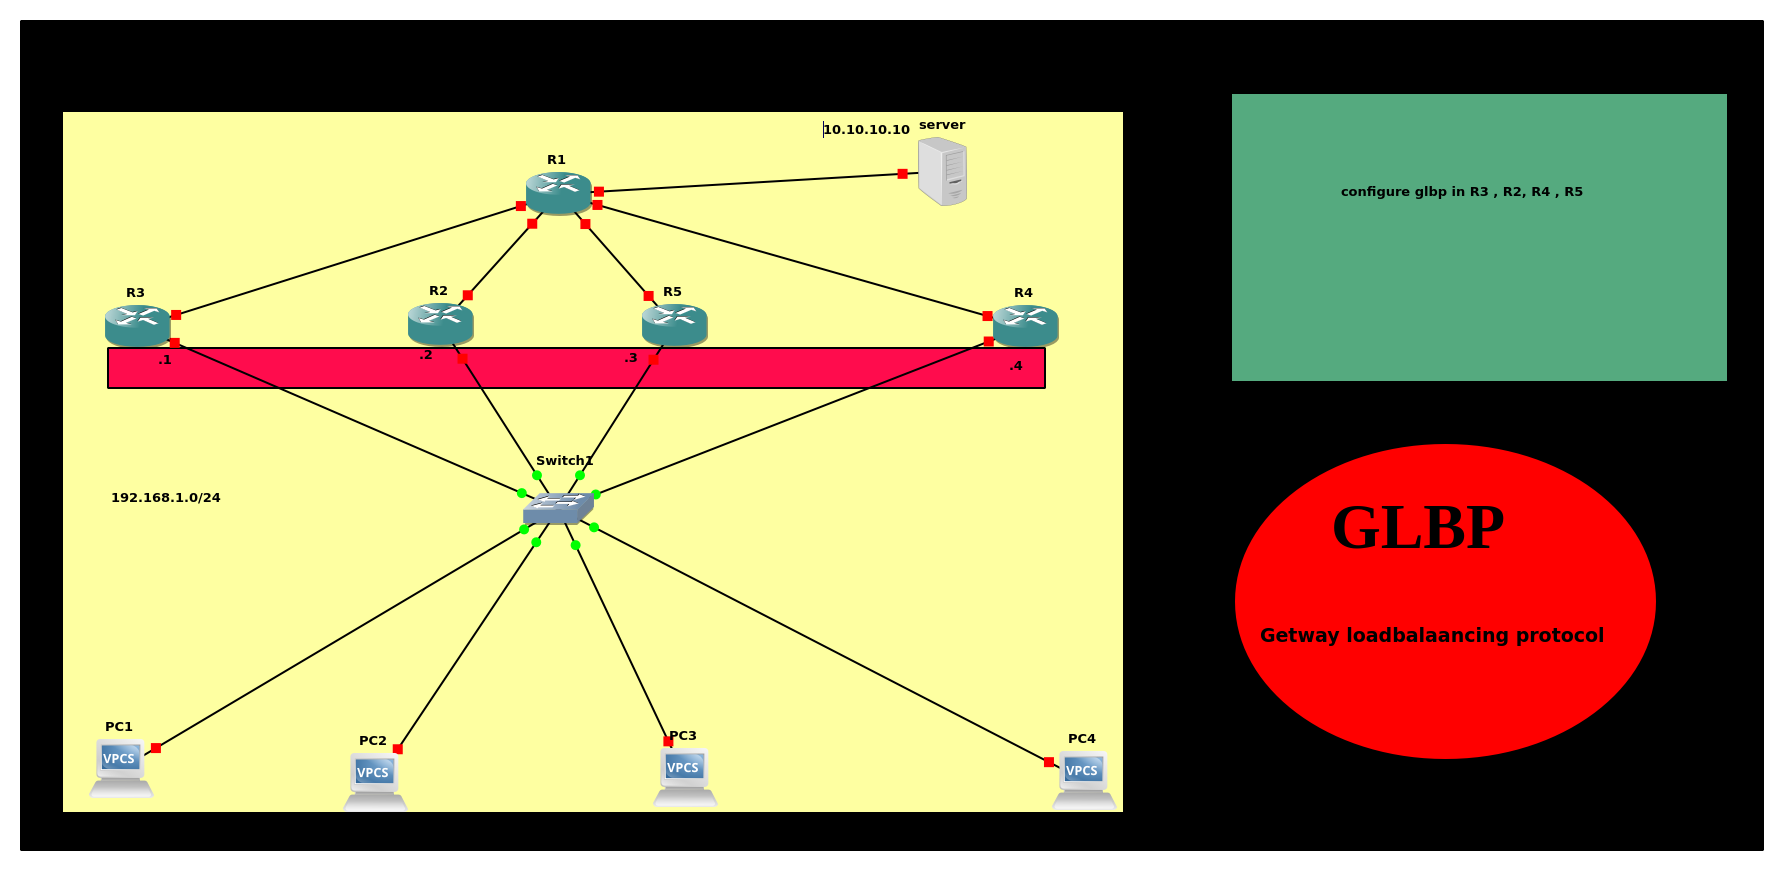 10.10.10.10
server
R1
configure glbp in R3 , R2, R4 , R5
R3
R2
R5
R4
.1
.2
.3
.4
Switch1
192.168.1.0/24
GLBP
Getway loadbalaancing protocol
PC1
PC2
PC3
PC4
VPCS
VPCS
VPCS
VPCS